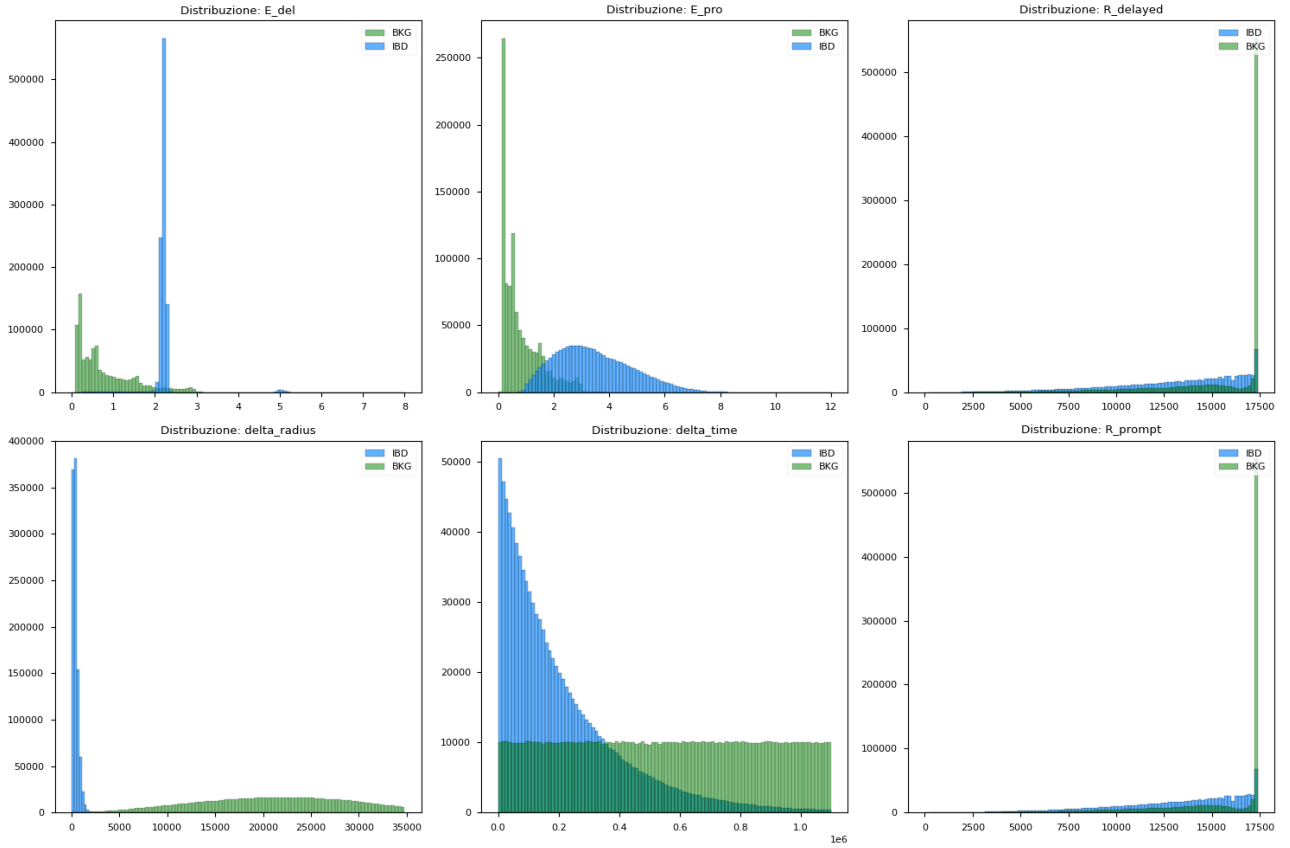 Distribuzione: E_del
BKG
IBD
500000
400000
300000
200000
100000
0
0 1 2 3 4 5 6 7 8
Distribuzione: E_pro
BKG
IBD
250000
200000
150000
100000
50000
0
0 2 4 6 8 10 12
Distribuzione: R_delayed
IBD
BKG
500000
400000
300000
200000
100000
0
0 2500 5000 7500 10000 12500 15000 17500
Distribuzione: delta_radius
IBD
BKG
400000
350000
300000
250000
200000
150000
100000
50000
0
0 5000 10000 15000 20000 25000 30000 35000
Distribuzione: delta_time
IBD
BKG
50000
40000
30000
20000
10000
0
0.0 0.2 0.4 0.6 0.8 1.0
1e6
Distribuzione: R_prompt
IBD
BKG
500000
400000
300000
200000
100000
0
0 2500 5000 7500 10000 12500 15000 17500